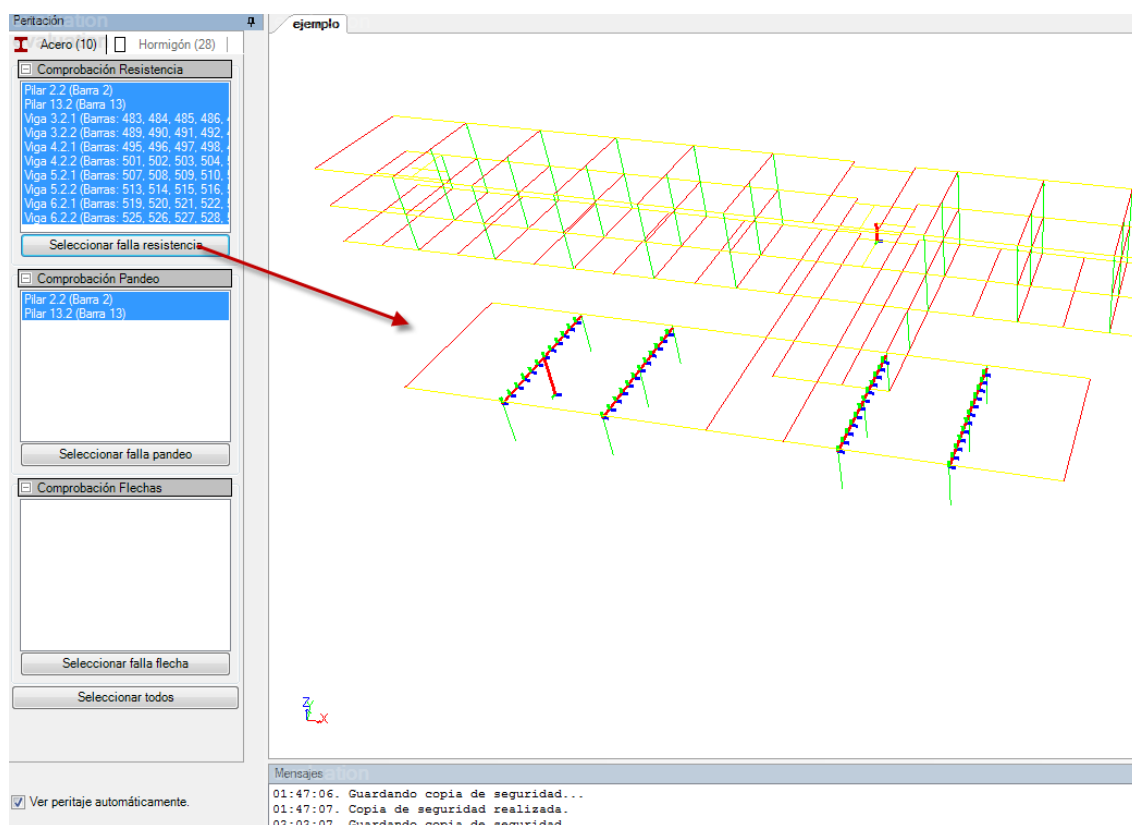 Peritación
ejemplo
Acero (10)
Hormigón (28)
Comprobación Resistencia
Pilar 2.2 (Barra 2)
Pilar 13.2 (Barra 13)
Viga 3.2.1 (Barras: 483, 484, 485, 486,
Viga 3.2.2 (Barras: 489, 490, 491, 492,
Viga 4.2.1 (Barras: 495, 496, 497, 498,
Viga 4.2.2 (Barras: 501, 502, 503, 504,
Viga 5.2.1 (Barras: 507, 508, 509, 510,
Viga 5.2.2 (Barras: 513, 514, 515, 516,
Viga 6.2.1 (Barras: 519, 520, 521, 522,
Viga 6.2.2 (Barras: 525, 526, 527, 528,
Seleccionar falla resistencia
Comprobación Pandeo
Pilar 2.2 (Barra 2)
Pilar 13.2 (Barra 13)
Seleccionar falla pandeo
Comprobación Flechas
Seleccionar falla flecha
Seleccionar todos
Z
X
Ver peritaje automáticamente.
Mensajes
01:47:06. Guardando copia de seguridad...
01:47:07. Copia de seguridad realizada.
03:03:07. Guardando copia de seguridad